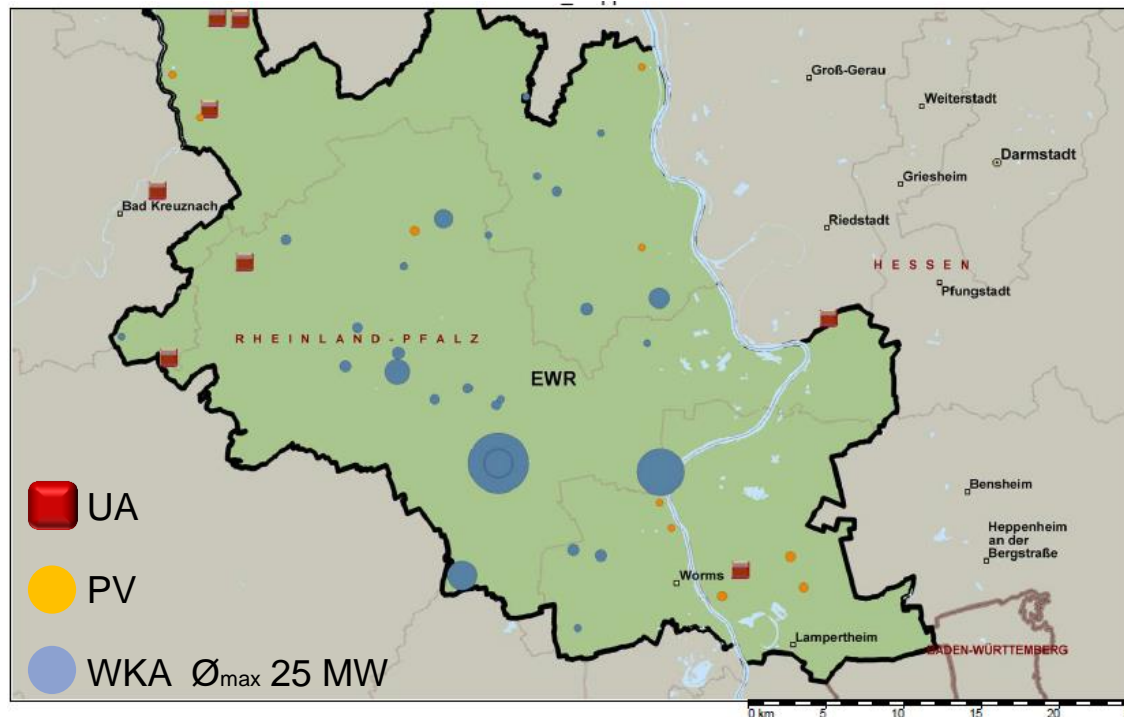 Groß-Gerau
Weiterstadt
Darmstadt
Griesheim
Bad Kreuznach
Riedstadt
HESSEN
Pfungstadt
RHEINLAND-PFALZ
EWR
Bensheim
UA
Heppenheim
an der
Bergstraße
PV
Worms
Lampertheim
BADEN-WÜRTTEMBERG
WKA Ømax 25 MW
0 km 5 10 15 20